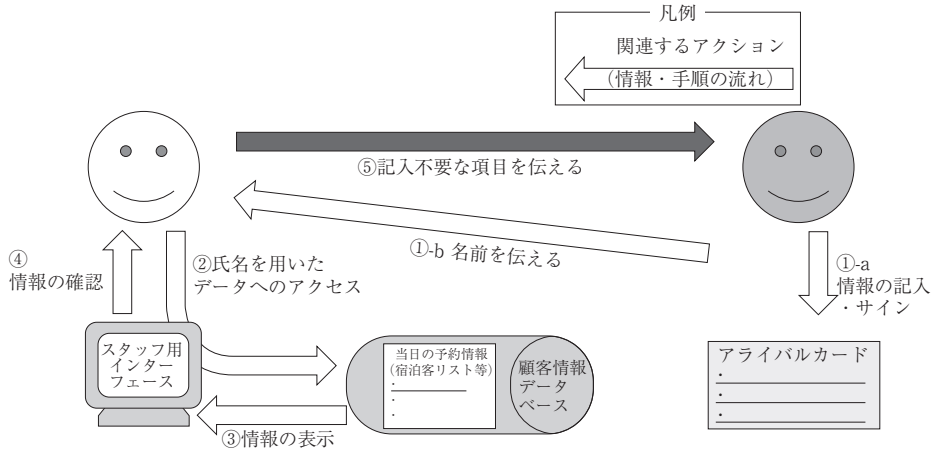 凡例
関連するアクション
(情報・手順の流れ)
⑤記入不要な項目を伝える
①-b 名前を伝える
④
情報の確認
②氏名を用いた
データへのアクセス
①-a
情報の記入
・サイン
スタッフ用
インター
フェース
当日の予約情報
(宿泊客リスト等)
・
・
・
顧客情報
データ
ベース
アライバルカード
・
・
・
③情報の表示